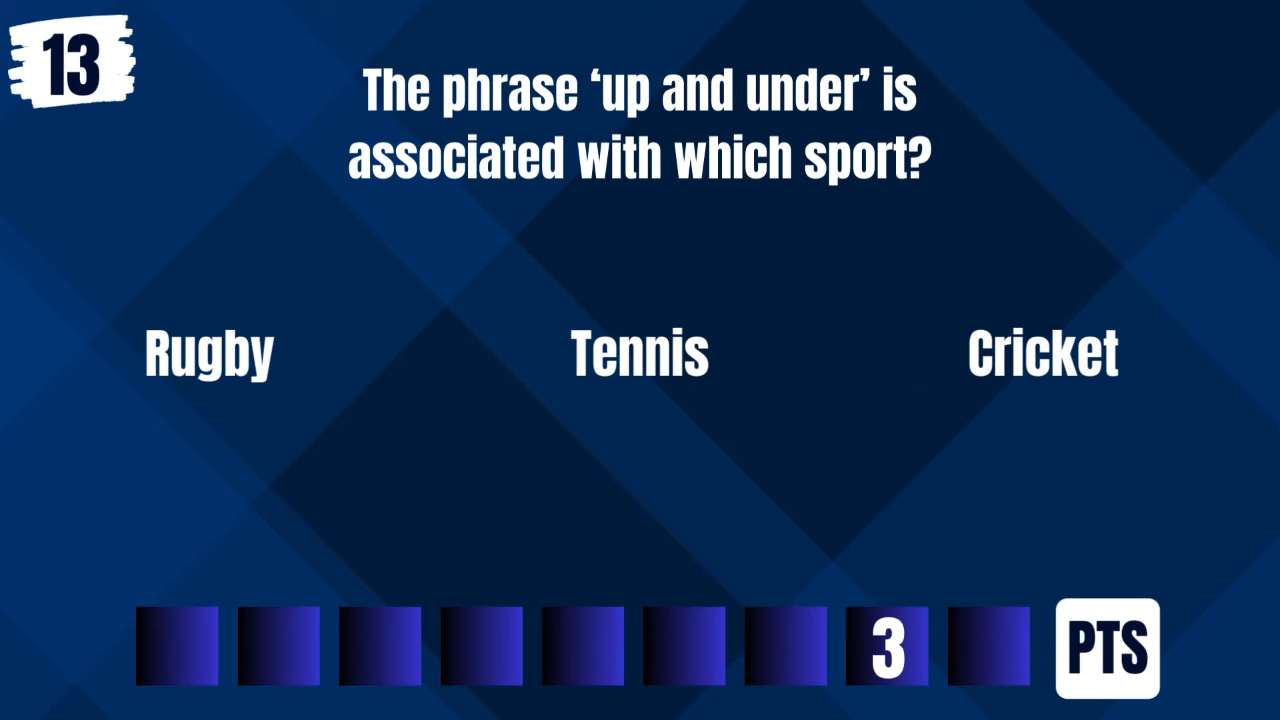 13
The phrase ‘up and under’ is
associated with which sport?
Rugby
Tennis
Cricket
3
PTS